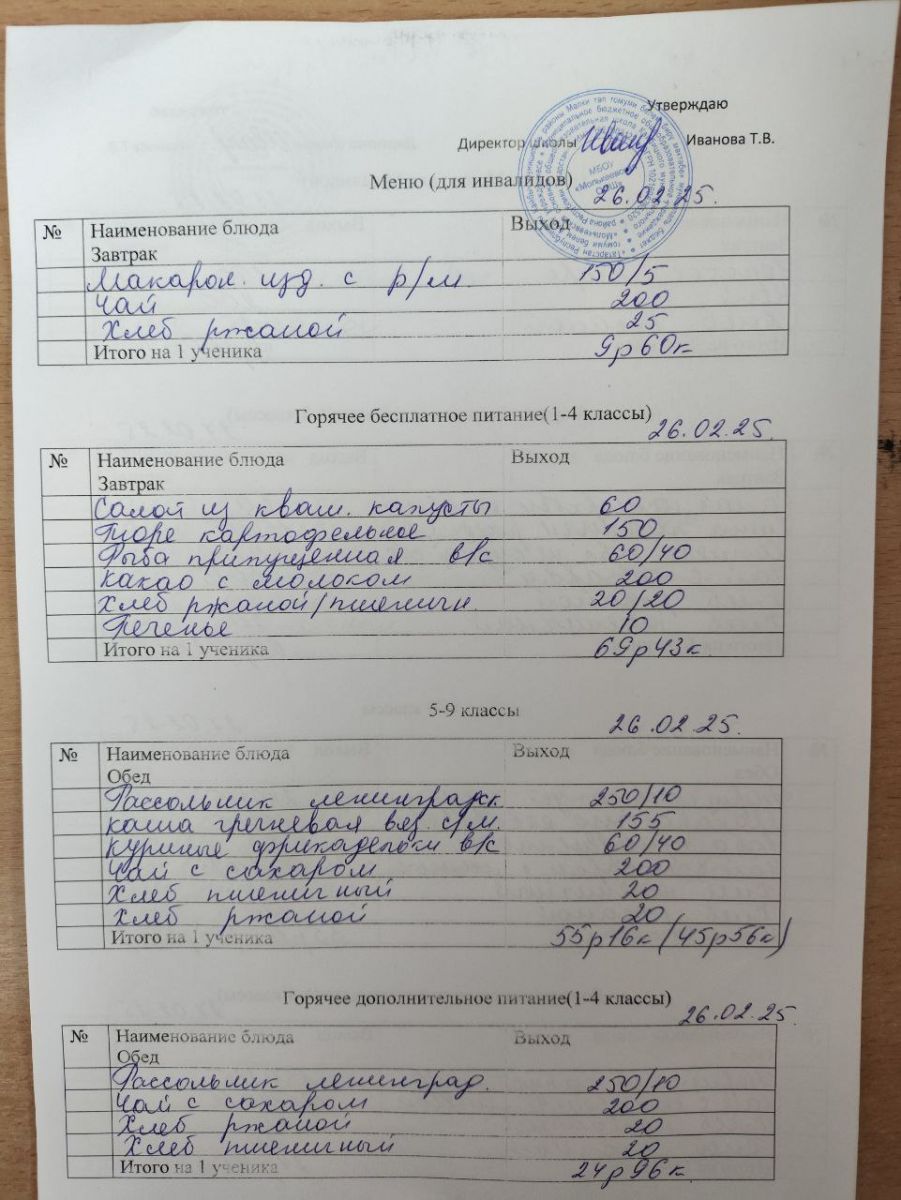 Утверждаю
Директор школы Иванова Т.В.
Меню (для инвалидов)
26.02.25.
№ Наименование блюда Выход
Завтрак
Макарон. изд. с р/м 150/5
Чай 200
Хлеб ржаной 25
Итого на 1 ученика 9р60к
Горячее бесплатное питание(1-4 классы)
26.02.25.
№ Наименование блюда Выход
Завтрак
Салат из кваш. капусты 60
Пюре картофельное 150
Рыба припущенная в/с 60/40
Какао с молоком 200
Хлеб ржаной/пшеничн. 20/20
Печенье 10
Итого на 1 ученика 69р43к.
5-9 классы
26.02.25.
№ Наименование блюда Выход
Обед
Рассольник ленинградск 250/10
Каша гречневая вяз. с/м. 155
Куриные фрикадельки в/с 60/40
Чай с сахаром 200
Хлеб пшеничный 20
Хлеб ржаной 20
Итого на 1 ученика 55р16к (45р56к)
Горячее дополнительное питание(1-4 классы)
26.02.25.
№ Наименование блюда Выход
Обед
Рассольник ленинград. 250/10
Чай с сахаром 200
Хлеб ржаной 20
Хлеб пшеничный 20
Итого на 1 ученика 24р96к.